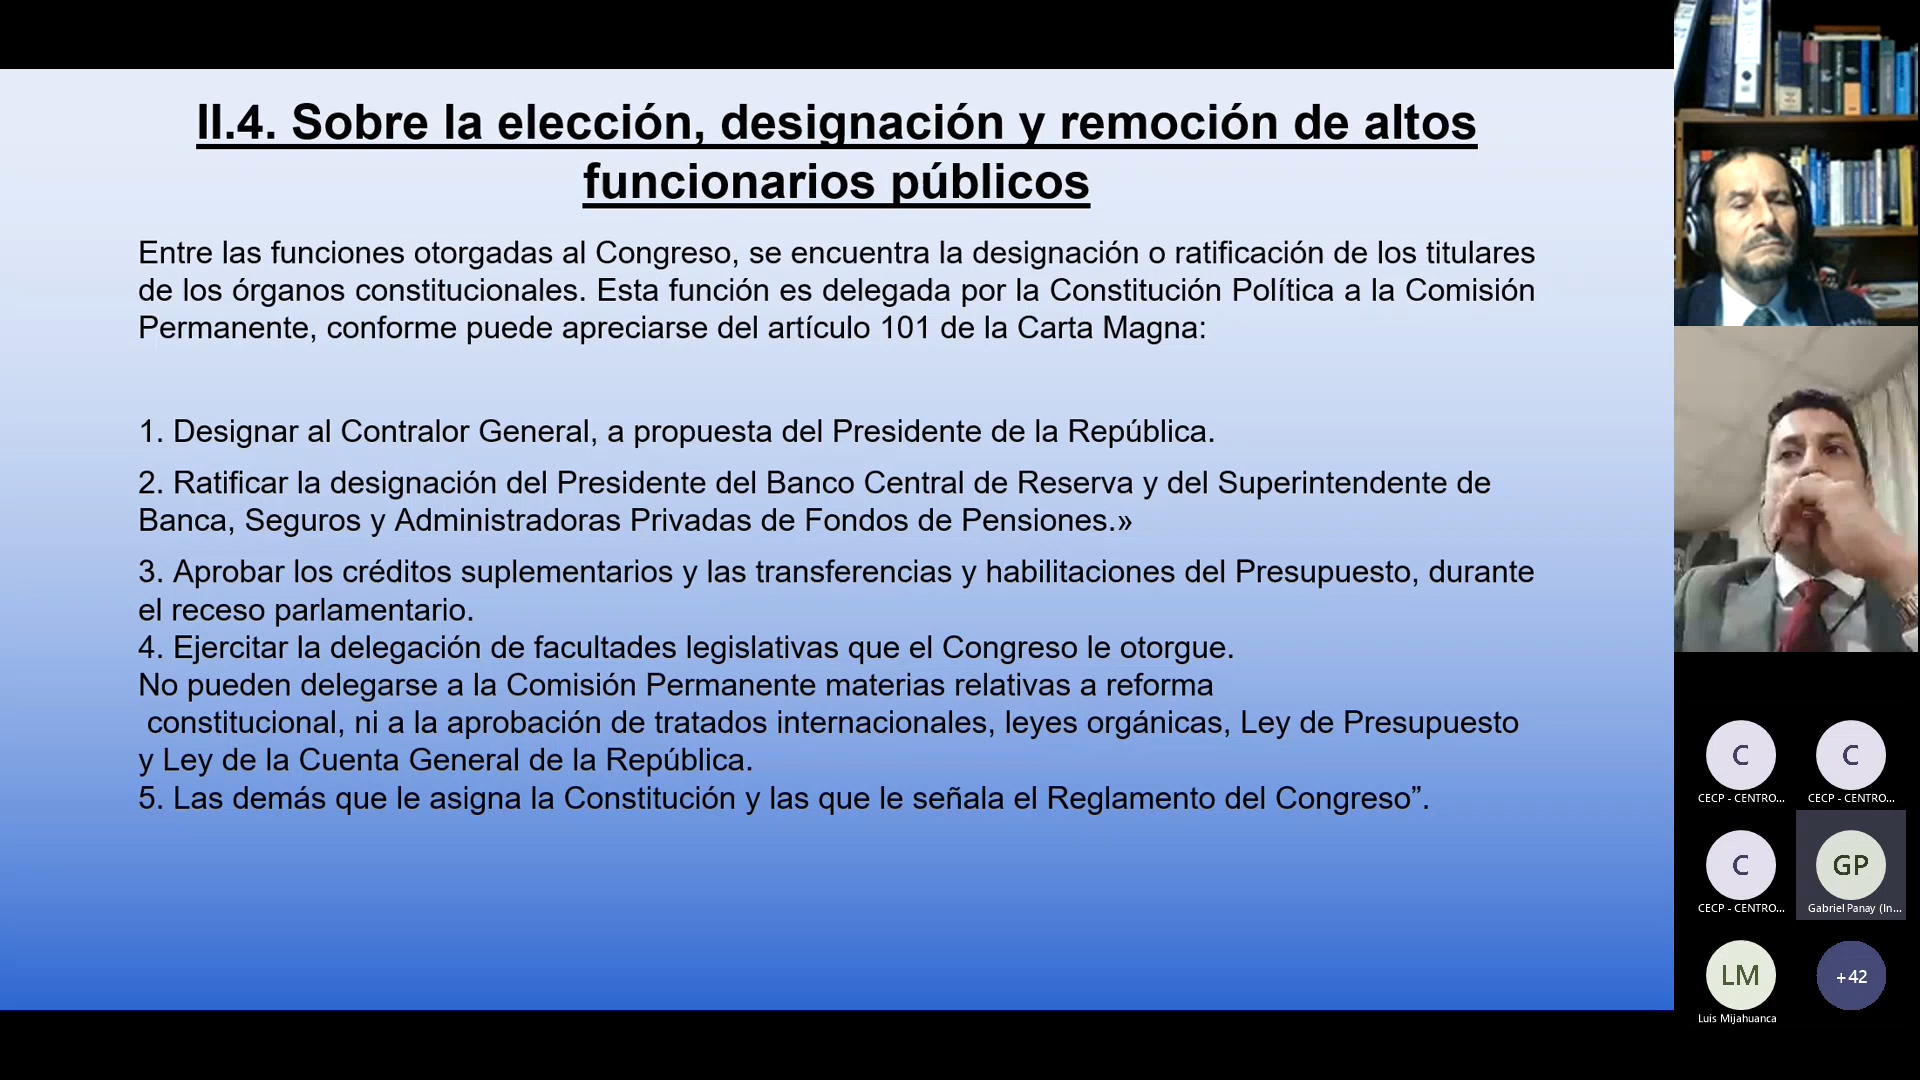 II.4. Sobre la elección, designación y remoción de altos
funcionarios públicos
Entre las funciones otorgadas al Congreso, se encuentra la designación o ratificación de los titulares
de los órganos constitucionales. Esta función es delegada por la Constitución Política a la Comisión
Permanente, conforme puede apreciarse del artículo 101 de la Carta Magna:
1. Designar al Contralor General, a propuesta del Presidente de la República.
2. Ratificar la designación del Presidente del Banco Central de Reserva y del Superintendente de
Banca, Seguros y Administradoras Privadas de Fondos de Pensiones.»
3. Aprobar los créditos suplementarios y las transferencias y habilitaciones del Presupuesto, durante
el receso parlamentario.
4. Ejercitar la delegación de facultades legislativas que el Congreso le otorgue.
No pueden delegarse a la Comisión Permanente materias relativas a reforma
constitucional, ni a la aprobación de tratados internacionales, leyes orgánicas, Ley de Presupuesto
y Ley de la Cuenta General de la República.
5. Las demás que le asigna la Constitución y las que le señala el Reglamento del Congreso”.
C
CECP - CENTRO...
C
CECP - CENTRO...
C
CECP - CENTRO...
GP
Gabriel Panay (In...
LM
Luis Mijahuanca
+42